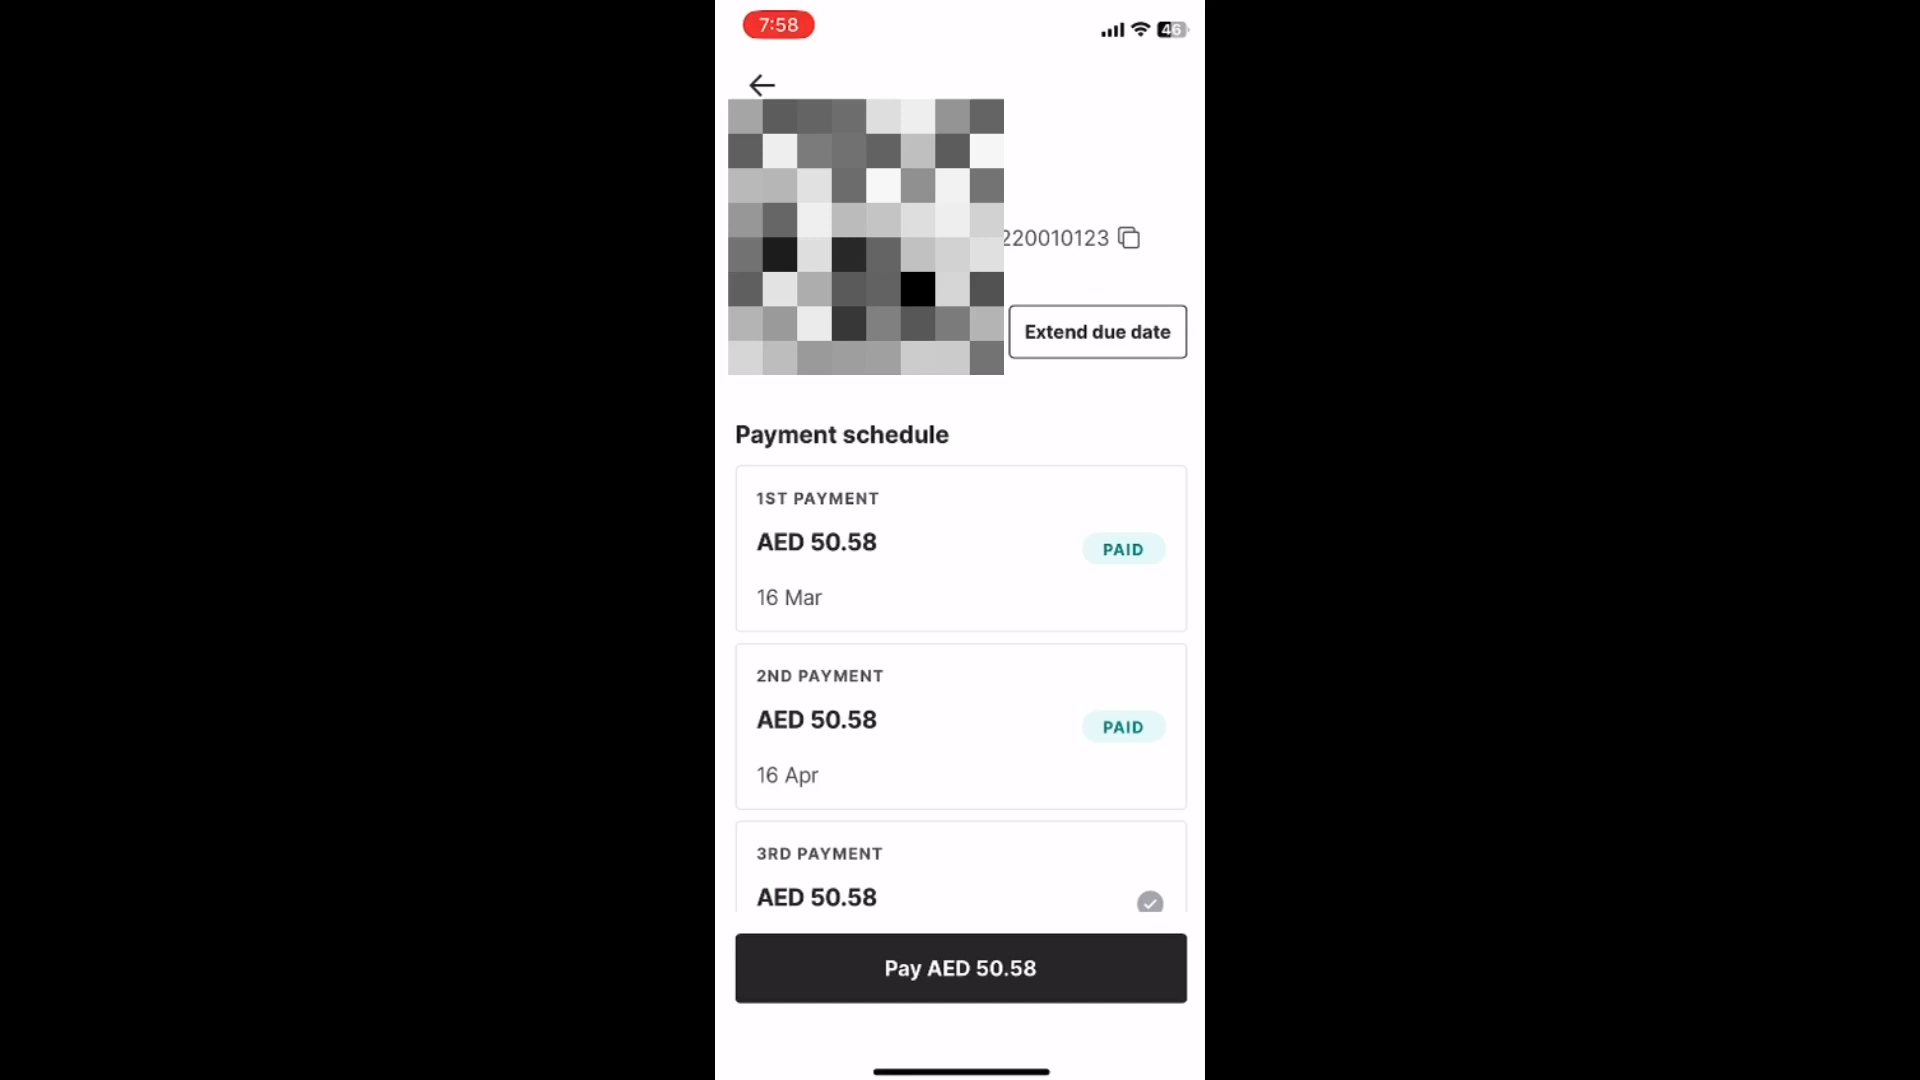 7:58
46
220010123
Extend due date
Payment schedule
1ST PAYMENT
AED 50.58
PAID
16 Mar
2ND PAYMENT
AED 50.58
PAID
16 Apr
3RD PAYMENT
AED 50.58
Pay AED 50.58